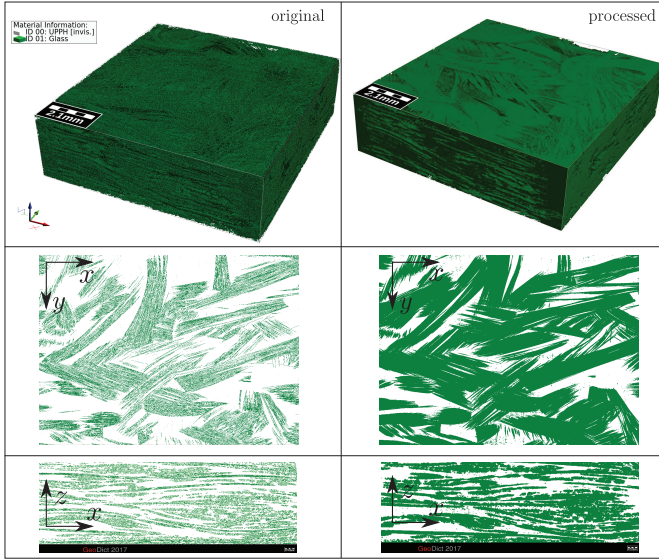 original
processed
Material Information:
ID 00: UPPH [invis.]
ID 01: Glass
2.1mm
2.1mm
x
y
x
y
z
x
z
x
GeoDict 2017
GeoDict 2017